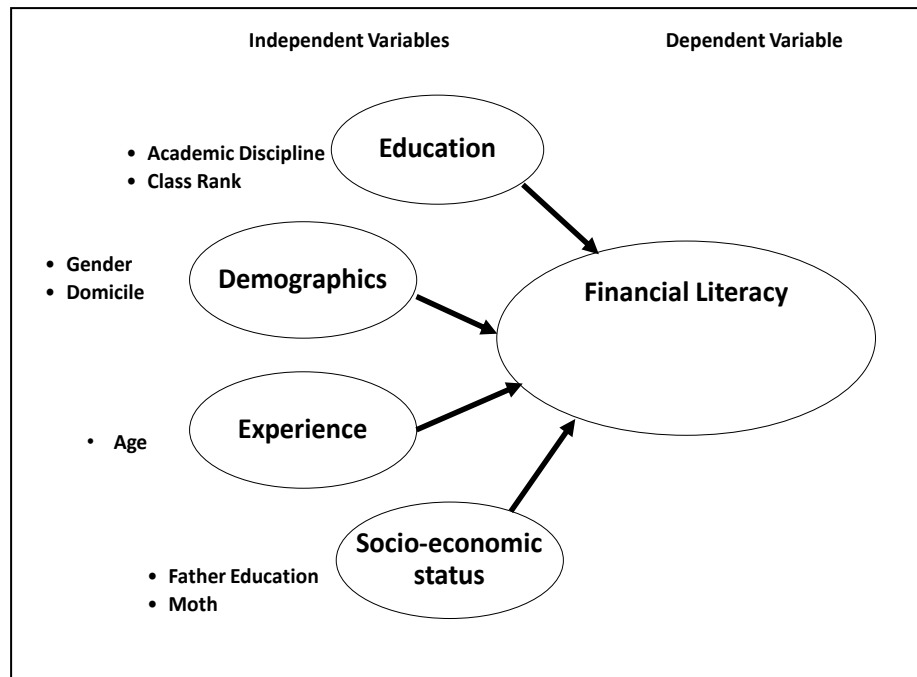 Independent Variables
Dependent Variable
Education
• Academic Discipline
• Class Rank
Demographics
• Gender
• Domicile
Financial Literacy
Experience
• Age
Socio-economic
status
• Father Education
• Moth